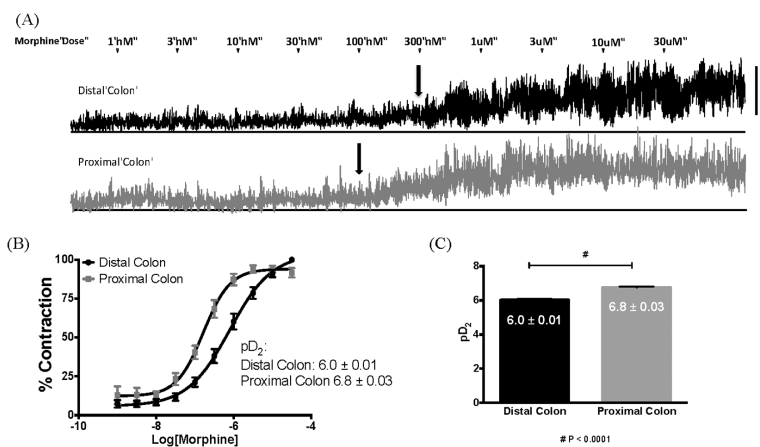 (A)
Morphine"Dose" 1'nM" 3'nM" 10'nM" 30'nM" 100'nM" 300'nM" 1uM" 3uM" 10uM" 30uM"
Distal'Colon'
Proximal'Colon'
(B)
100
75
50
25
0
% Contraction
Distal Colon
Proximal Colon
pD2:
Distal Colon: 6.0 ± 0.01
Proximal Colon 6.8 ± 0.03
-10 -8 -6 -4
Log[Morphine]
(C)
#
8
6
4
2
0
pD2
6.0 ± 0.01
6.8 ± 0.03
Distal Colon Proximal Colon
# P < 0.0001